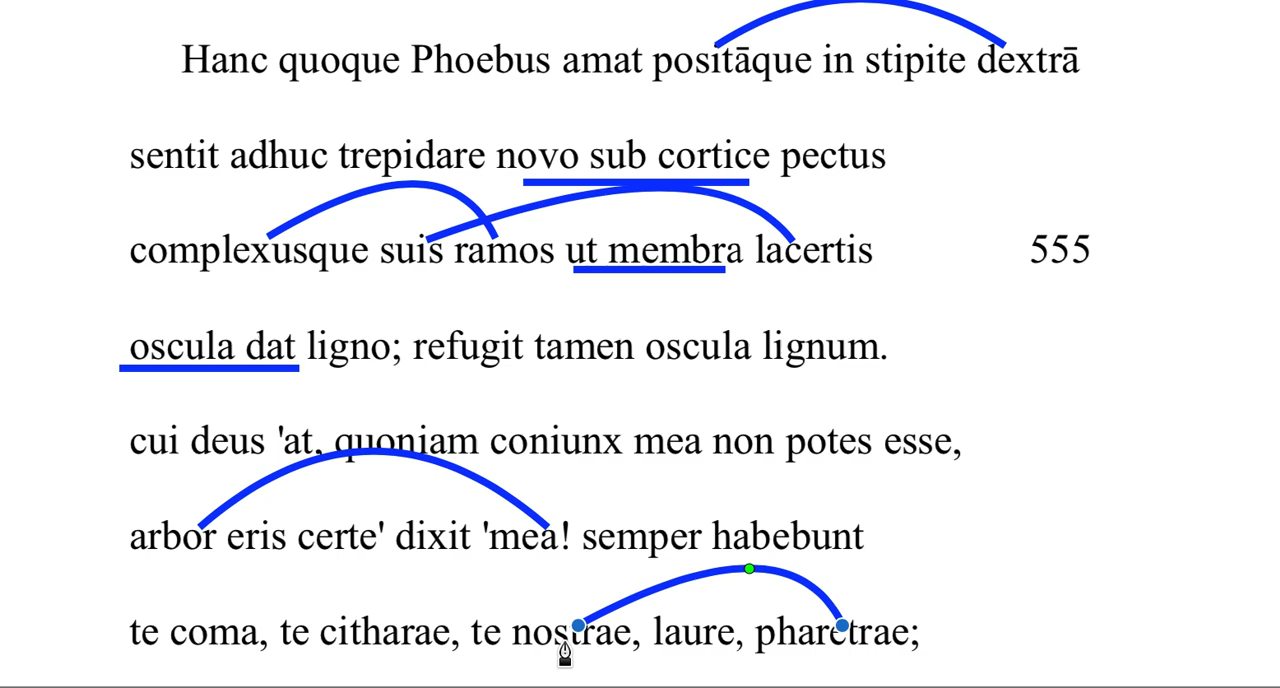 Hanc quoque Phoebus amat positāque in stipite dextrā
sentit adhuc trepidare novo sub cortice pectus
complexusque suis ramos ut membra lacertis 555
oscula dat ligno; refugit tamen oscula lignum.
cui deus 'at, quoniam coniunx mea non potes esse,
arbor eris certe' dixit 'mea! semper habebunt
te coma, te citharae, te nostrae, laure, pharetrae;